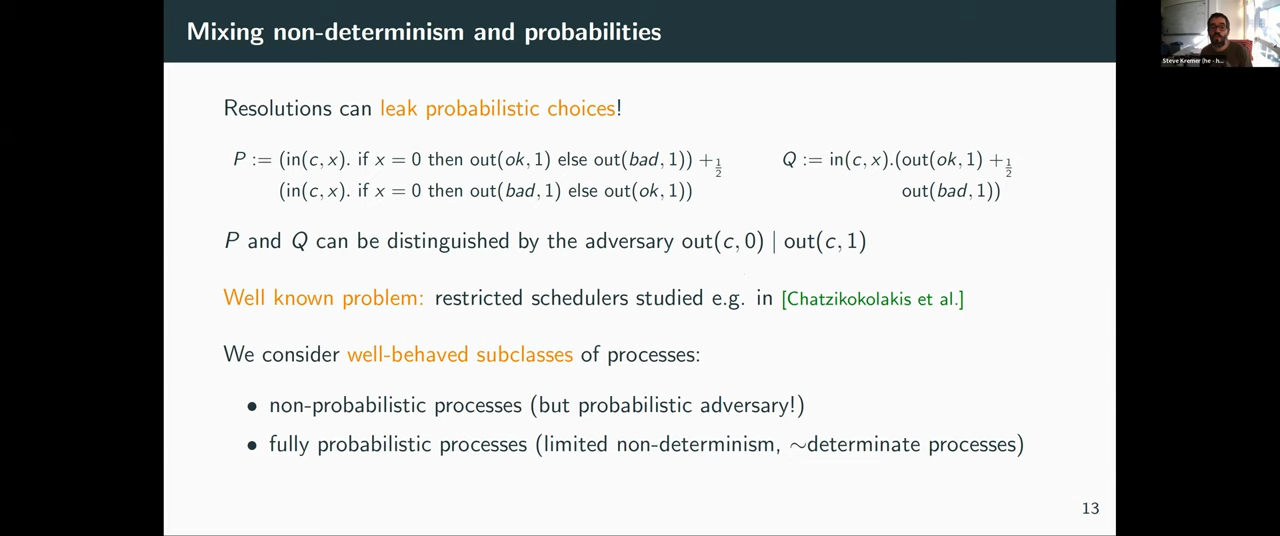 Mixing non-determinism and probabilities
Steve Kremer (he - h...
Resolutions can leak probabilistic choices!
P := (in(c, x). if x = 0 then out(ok, 1) else out(bad, 1)) +1/2
(in(c, x). if x = 0 then out(bad, 1) else out(ok, 1))
Q := in(c, x).(out(ok, 1) +1/2
out(bad, 1))
P and Q can be distinguished by the adversary out(c, 0) | out(c, 1)
Well known problem: restricted schedulers studied e.g. in [Chatzikokolakis et al.]
We consider well-behaved subclasses of processes:
• non-probabilistic processes (but probabilistic adversary!)
• fully probabilistic processes (limited non-determinism, ∼determinate processes)
13